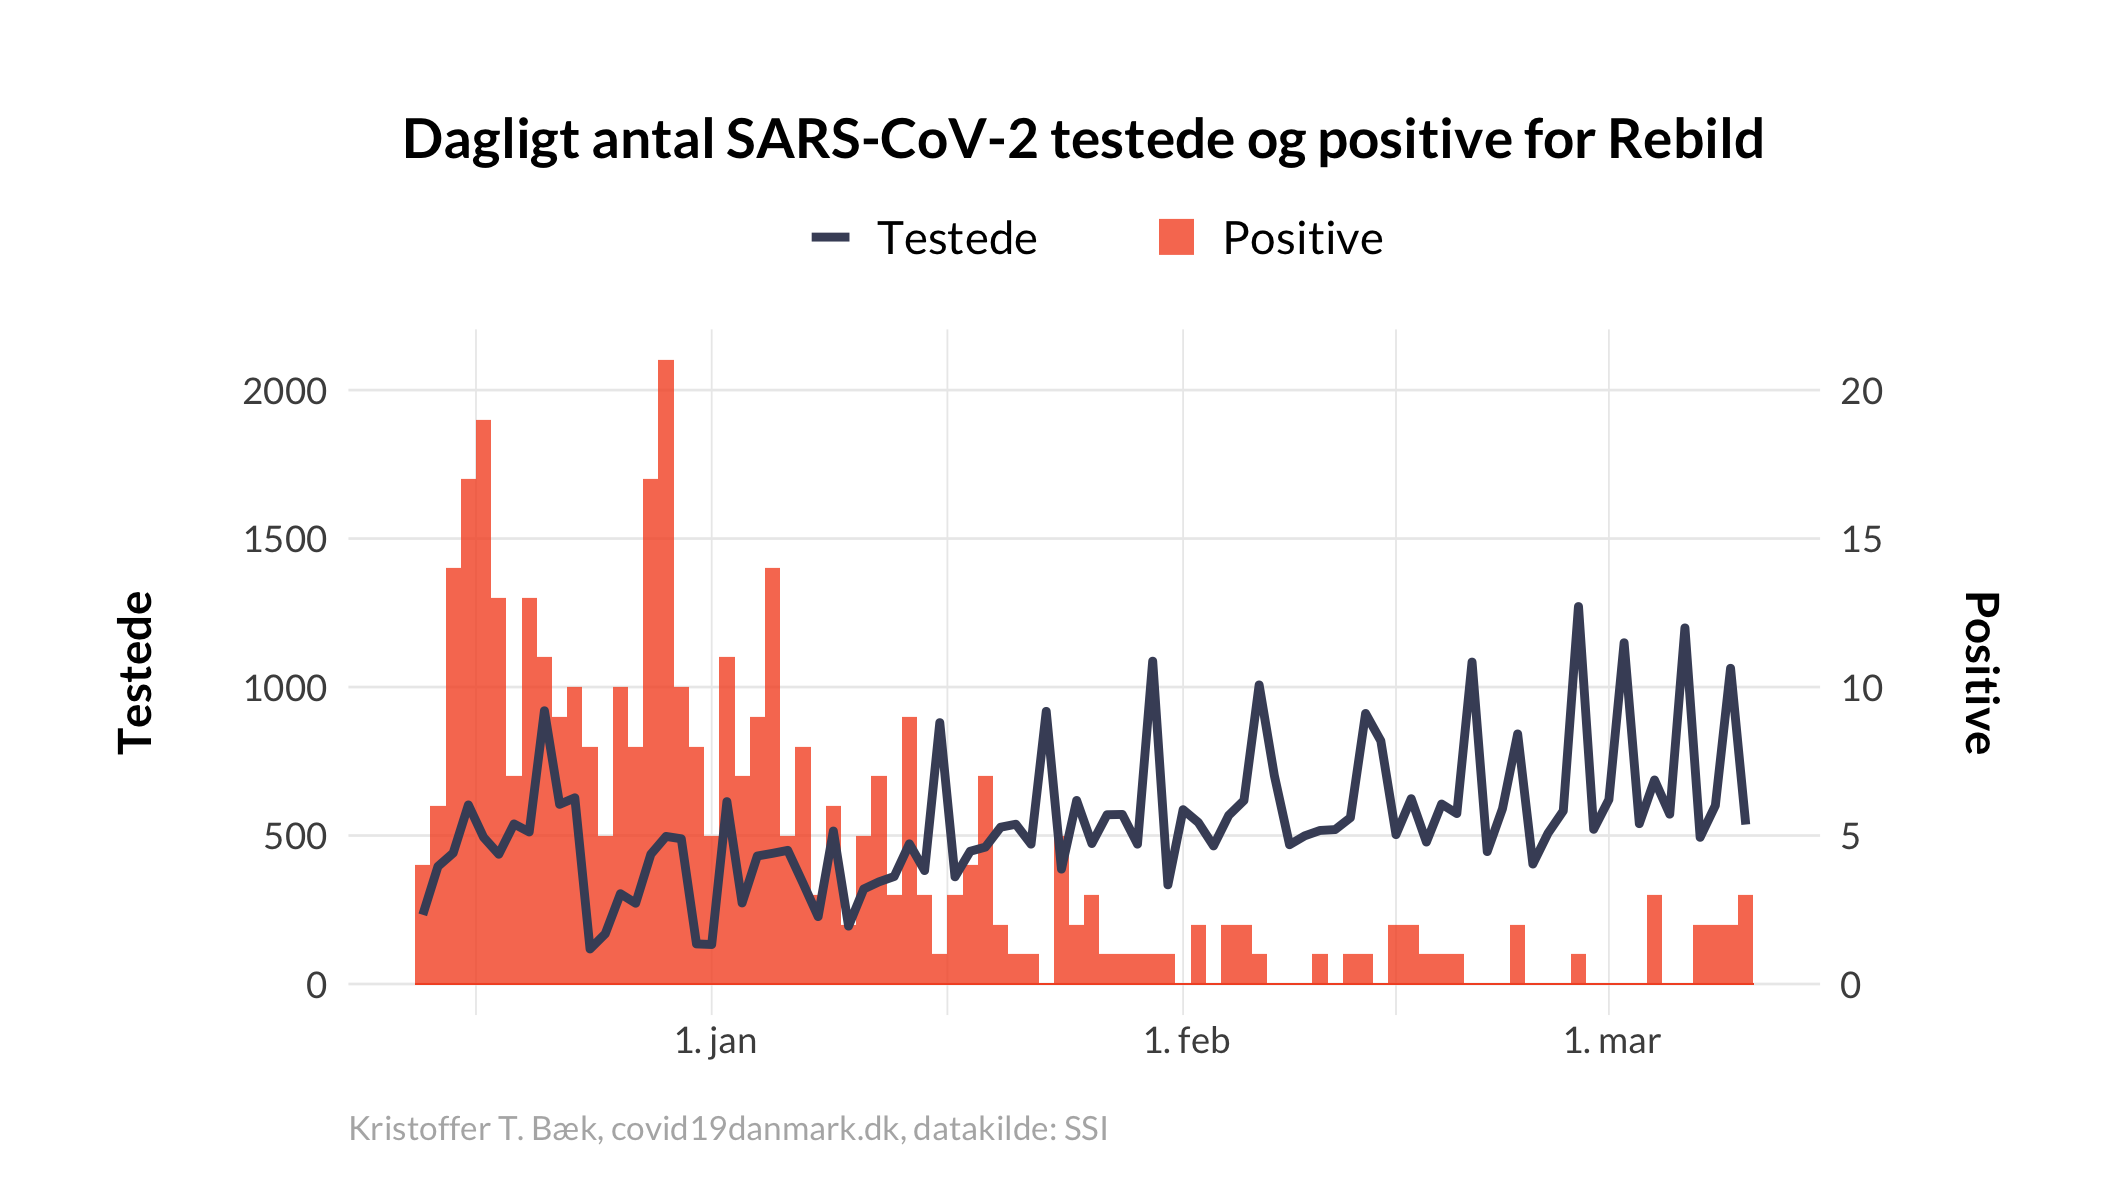 Dagligt antal SARS-CoV-2 testede og positive for Rebild
Testede Positive
2000 20
1500 15
1000 10
500 5
0 0
Testede
Positive
1. jan 1. feb 1. mar
Kristoffer T. Bæk, covid19danmark.dk, datakilde: SSI